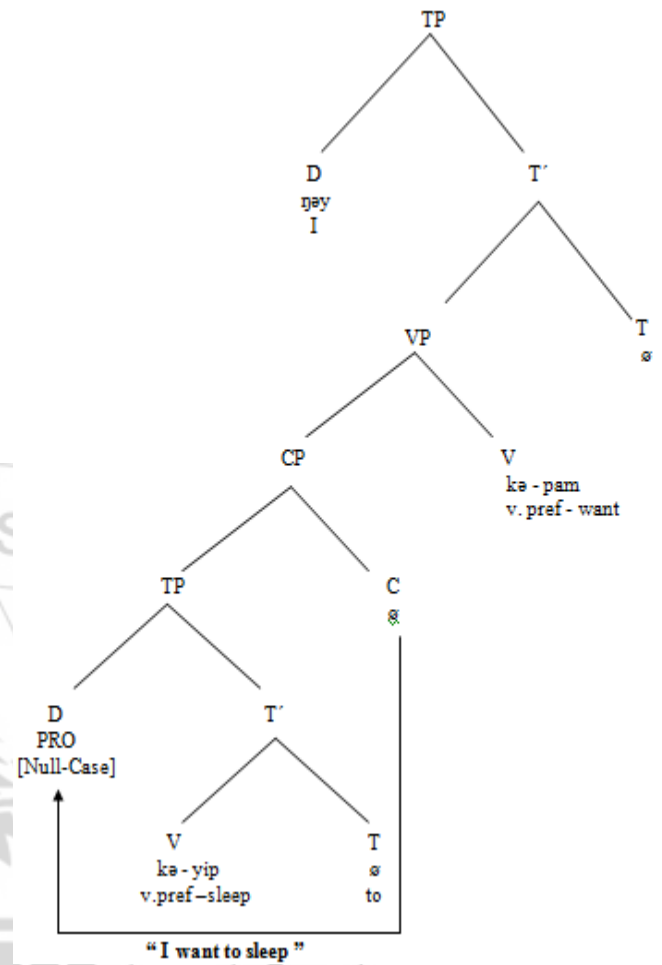 TP
D T´
ŋəy
I
T
VP ø
CP V
kə - pam
v. pref - want
TP C
ø
D T´
PRO
[Null-Case]
V T
kə - yip ø
v.pref –sleep to
“ I want to sleep ”